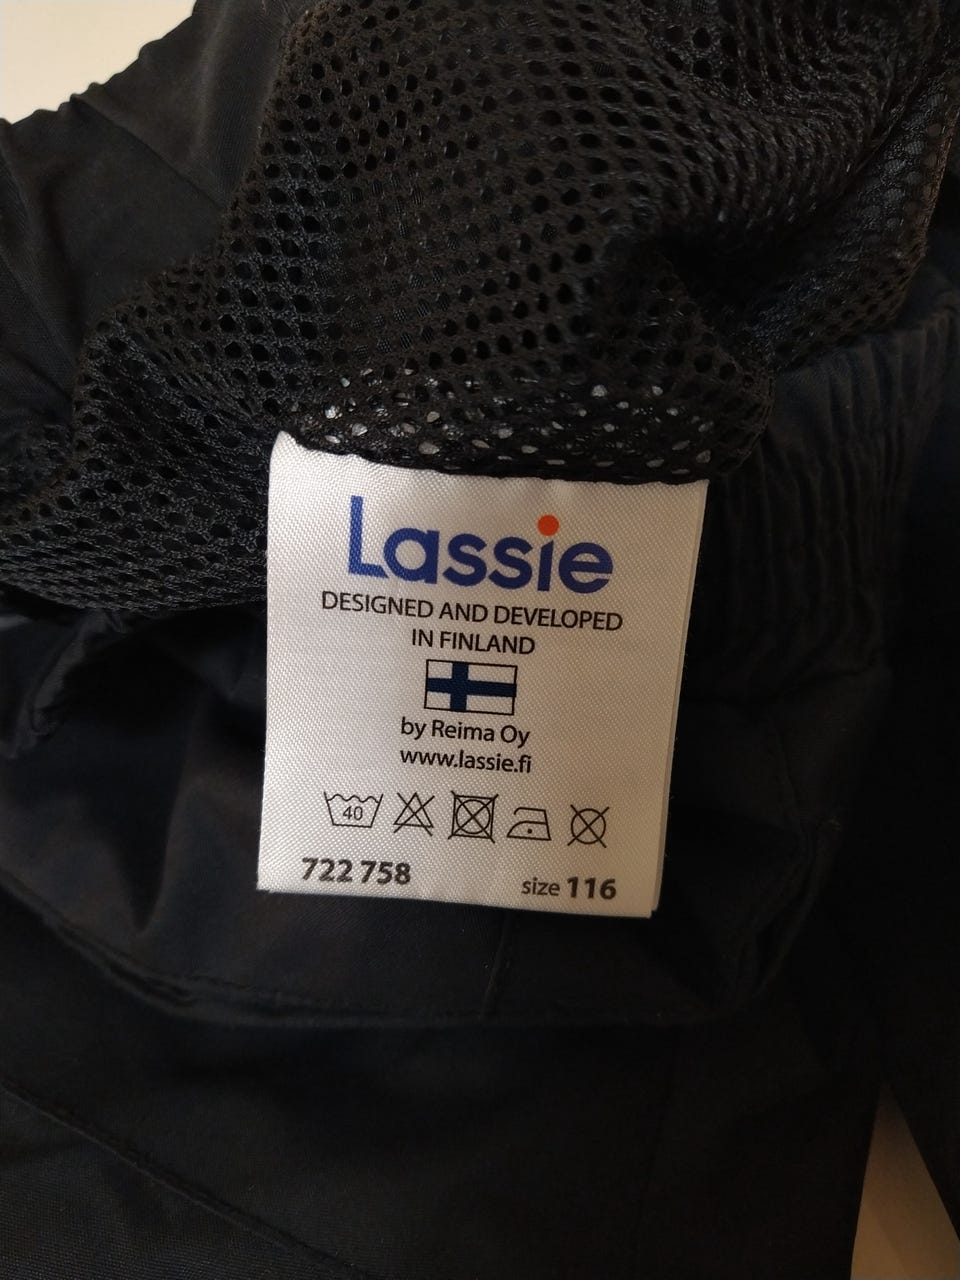 Lassie
DESIGNED AND DEVELOPED
IN FINLAND
by Reima Oy
www.lassie.fi
40
722 758
size 116